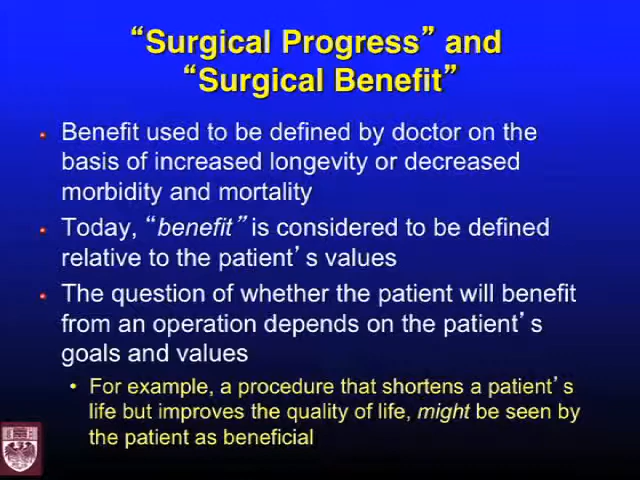 “Surgical Progress” and
“Surgical Benefit”
• Benefit used to be defined by doctor on the
basis of increased longevity or decreased
morbidity and mortality
• Today, “benefit” is considered to be defined
relative to the patient’s values
• The question of whether the patient will benefit
from an operation depends on the patient’s
goals and values
• For example, a procedure that shortens a patient’s
life but improves the quality of life, might be seen by
the patient as beneficial